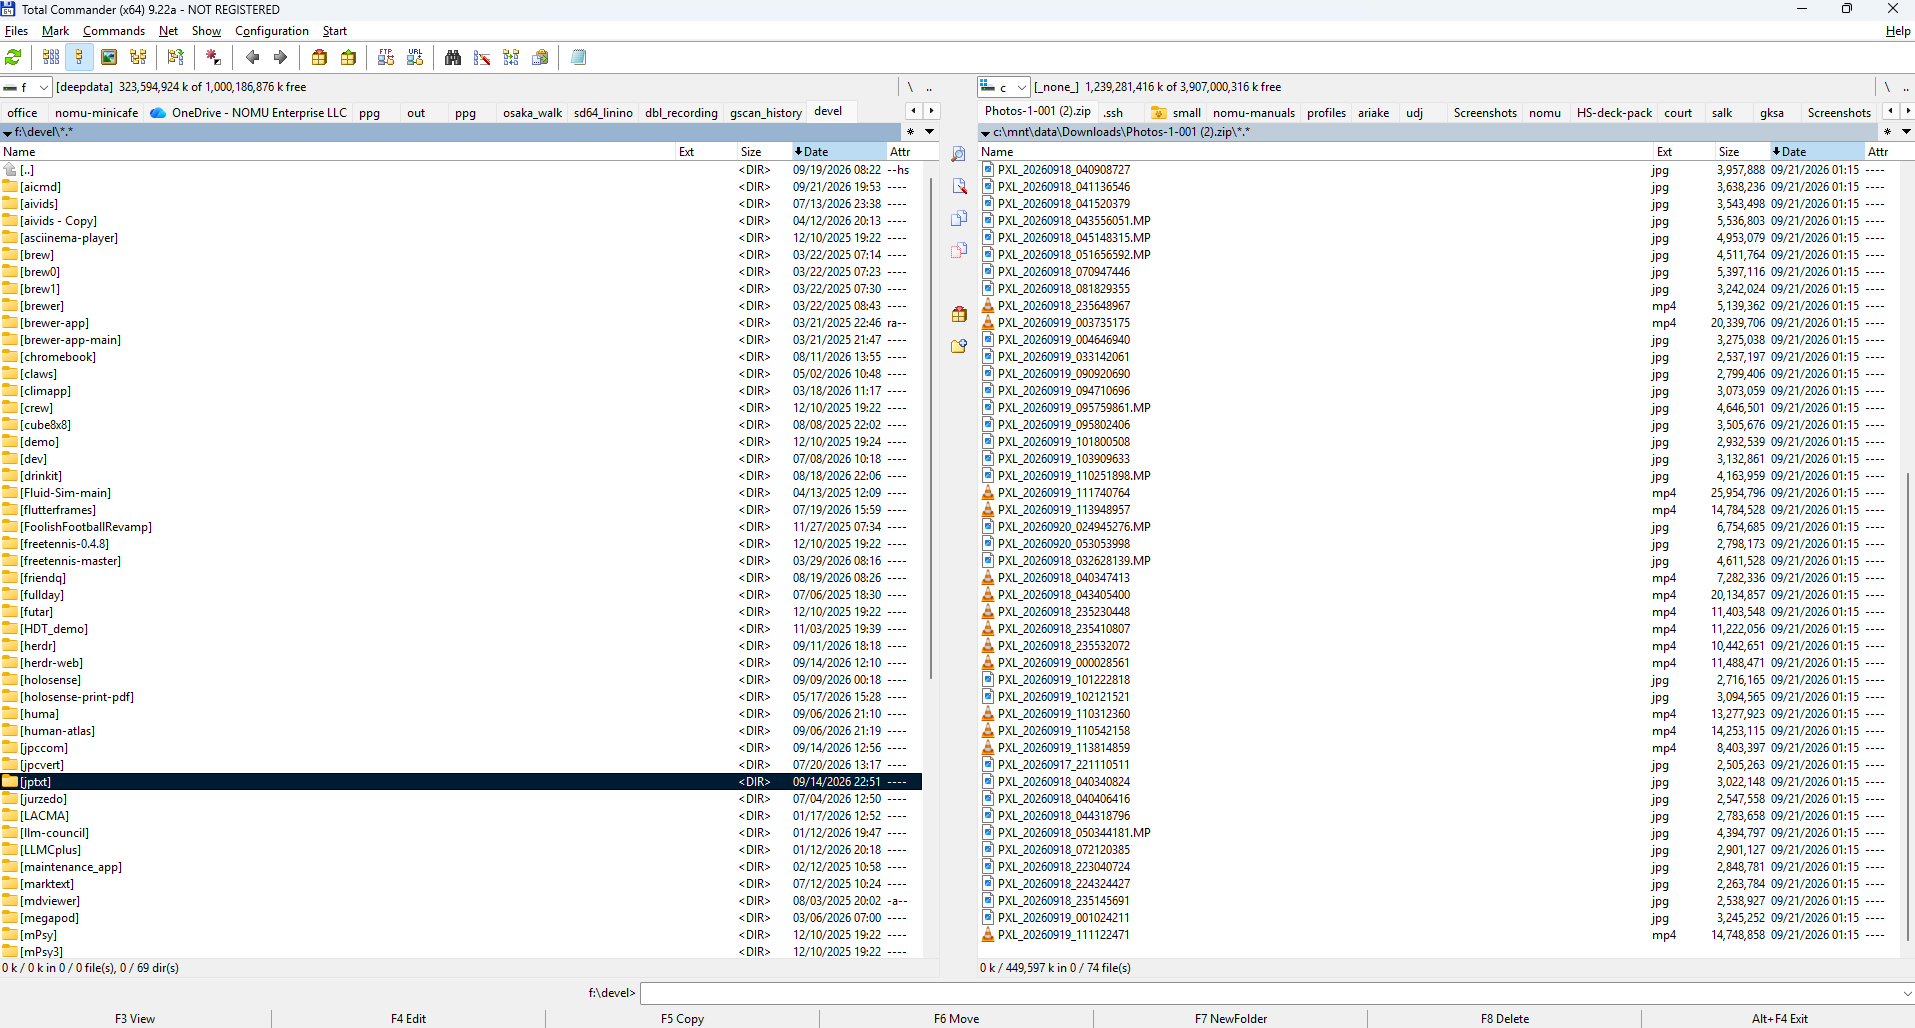 Total Commander (x64) 9.22a - NOT REGISTERED
Files Mark Commands Net Show Configuration Start Help
FTP URL
f [deepdata] 323,594,924 k of 1,000,186,876 k free \ ..
office nomu-minicafe OneDrive - NOMU Enterprise LLC ppg out ppg osaka_walk sd64_linino dbl_recording gscan_history devel
f:\devel\*.*
Name Ext Size Date Attr
[..] <DIR> 09/19/2026 08:22 --hs
[aicmd] <DIR> 09/21/2026 19:53 ----
[aivids] <DIR> 07/13/2026 23:38 ----
[aivids - Copy] <DIR> 04/12/2026 20:13 ----
[asciinema-player] <DIR> 12/10/2025 19:22 ----
[brew] <DIR> 03/22/2025 07:14 ----
[brew0] <DIR> 03/22/2025 07:23 ----
[brew1] <DIR> 03/22/2025 07:30 ----
[brewer] <DIR> 03/22/2025 08:43 ----
[brewer-app] <DIR> 03/21/2025 22:46 ra--
[brewer-app-main] <DIR> 03/21/2025 21:47 ----
[chromebook] <DIR> 08/11/2026 13:55 ----
[claws] <DIR> 05/02/2026 10:48 ----
[climapp] <DIR> 03/18/2026 11:17 ----
[crew] <DIR> 12/10/2025 19:22 ----
[cube8x8] <DIR> 08/08/2025 22:02 ----
[demo] <DIR> 12/10/2025 19:24 ----
[dev] <DIR> 07/08/2026 10:18 ----
[drinkit] <DIR> 08/18/2026 22:06 ----
[Fluid-Sim-main] <DIR> 04/13/2025 12:09 ----
[flutterframes] <DIR> 07/19/2026 15:59 ----
[FoolishFootballRevamp] <DIR> 11/27/2025 07:34 ----
[freetennis-0.4.8] <DIR> 12/10/2025 19:22 ----
[freetennis-master] <DIR> 03/29/2026 08:16 ----
[friendq] <DIR> 08/19/2026 08:26 ----
[fullday] <DIR> 07/06/2025 18:30 ----
[futar] <DIR> 12/10/2025 19:22 ----
[HDT_demo] <DIR> 11/03/2025 19:39 ----
[herdr] <DIR> 09/11/2026 18:18 ----
[herdr-web] <DIR> 09/14/2026 12:10 ----
[holosense] <DIR> 09/09/2026 00:18 ----
[holosense-print-pdf] <DIR> 05/17/2026 15:28 ----
[huma] <DIR> 09/06/2026 21:10 ----
[human-atlas] <DIR> 09/06/2026 21:19 ----
[jpccom] <DIR> 09/14/2026 12:56 ----
[jpcvert] <DIR> 07/20/2026 13:17 ----
[jptxt] <DIR> 09/14/2026 22:51 ----
[jurzedo] <DIR> 07/04/2026 12:50 ----
[LACMA] <DIR> 01/17/2026 12:52 ----
[llm-council] <DIR> 01/12/2026 19:47 ----
[LLMCplus] <DIR> 01/12/2026 20:18 ----
[maintenance_app] <DIR> 02/12/2025 10:58 ----
[marktext] <DIR> 07/12/2025 10:24 ----
[mdviewer] <DIR> 08/03/2025 20:02 -a--
[megapod] <DIR> 03/06/2026 07:00 ----
[mPsy] <DIR> 12/10/2025 19:22 ----
[mPsy3] <DIR> 12/10/2025 19:22 ----
0 k / 0 k in 0 / 0 file(s), 0 / 69 dir(s)
c [_none_] 1,239,281,416 k of 3,907,000,316 k free \ ..
Photos-1-001 (2).zip .ssh small nomu-manuals profiles ariake udj Screenshots nomu HS-deck-pack court salk gksa Screenshots
c:\mnt\data\Downloads\Photos-1-001 (2).zip\*.*
Name Ext Size Date Attr
PXL_20260918_040908727 jpg 3,957,888 09/21/2026 01:15 ----
PXL_20260918_041136546 jpg 3,638,236 09/21/2026 01:15 ----
PXL_20260918_041520379 jpg 3,543,498 09/21/2026 01:15 ----
PXL_20260918_043556051.MP jpg 5,536,803 09/21/2026 01:15 ----
PXL_20260918_045148315.MP jpg 4,953,079 09/21/2026 01:15 ----
PXL_20260918_051656592.MP jpg 4,511,764 09/21/2026 01:15 ----
PXL_20260918_070947446 jpg 5,397,116 09/21/2026 01:15 ----
PXL_20260918_081829355 jpg 3,242,024 09/21/2026 01:15 ----
PXL_20260918_235648967 mp4 5,139,362 09/21/2026 01:15 ----
PXL_20260919_003735175 mp4 20,339,706 09/21/2026 01:15 ----
PXL_20260919_004646940 jpg 3,275,038 09/21/2026 01:15 ----
PXL_20260919_033142061 jpg 2,537,197 09/21/2026 01:15 ----
PXL_20260919_090920690 jpg 2,799,406 09/21/2026 01:15 ----
PXL_20260919_094710696 jpg 3,073,059 09/21/2026 01:15 ----
PXL_20260919_095759861.MP jpg 4,646,501 09/21/2026 01:15 ----
PXL_20260919_095802406 jpg 3,505,676 09/21/2026 01:15 ----
PXL_20260919_101800508 jpg 2,932,539 09/21/2026 01:15 ----
PXL_20260919_103909633 jpg 3,132,861 09/21/2026 01:15 ----
PXL_20260919_110251898.MP jpg 4,163,959 09/21/2026 01:15 ----
PXL_20260919_111740764 mp4 25,954,796 09/21/2026 01:15 ----
PXL_20260919_113948957 mp4 14,784,528 09/21/2026 01:15 ----
PXL_20260920_024945276.MP jpg 6,754,685 09/21/2026 01:15 ----
PXL_20260920_053053998 jpg 2,798,173 09/21/2026 01:15 ----
PXL_20260918_032628139.MP jpg 4,611,528 09/21/2026 01:15 ----
PXL_20260918_040347413 mp4 7,282,336 09/21/2026 01:15 ----
PXL_20260918_043405400 mp4 20,134,857 09/21/2026 01:15 ----
PXL_20260918_235230448 mp4 11,403,548 09/21/2026 01:15 ----
PXL_20260918_235410807 mp4 11,222,056 09/21/2026 01:15 ----
PXL_20260918_235532072 mp4 10,442,651 09/21/2026 01:15 ----
PXL_20260919_000028561 mp4 11,488,471 09/21/2026 01:15 ----
PXL_20260919_101222818 jpg 2,716,165 09/21/2026 01:15 ----
PXL_20260919_102121521 jpg 3,094,565 09/21/2026 01:15 ----
PXL_20260919_110312360 mp4 13,277,923 09/21/2026 01:15 ----
PXL_20260919_110542158 mp4 14,253,115 09/21/2026 01:15 ----
PXL_20260919_113814859 mp4 8,403,397 09/21/2026 01:15 ----
PXL_20260917_221110511 jpg 2,505,263 09/21/2026 01:15 ----
PXL_20260918_040340824 jpg 3,022,148 09/21/2026 01:15 ----
PXL_20260918_040406416 jpg 2,547,558 09/21/2026 01:15 ----
PXL_20260918_044318796 jpg 2,783,658 09/21/2026 01:15 ----
PXL_20260918_050344181.MP jpg 4,394,797 09/21/2026 01:15 ----
PXL_20260918_072120385 jpg 2,901,127 09/21/2026 01:15 ----
PXL_20260918_223040724 jpg 2,848,781 09/21/2026 01:15 ----
PXL_20260918_224324427 jpg 2,263,784 09/21/2026 01:15 ----
PXL_20260918_235145691 jpg 2,538,927 09/21/2026 01:15 ----
PXL_20260919_001024211 jpg 3,245,252 09/21/2026 01:15 ----
PXL_20260919_111122471 mp4 14,748,858 09/21/2026 01:15 ----
0 k / 449,597 k in 0 / 74 file(s)
f:\devel>
F3 View F4 Edit F5 Copy F6 Move F7 NewFolder F8 Delete Alt+F4 Exit